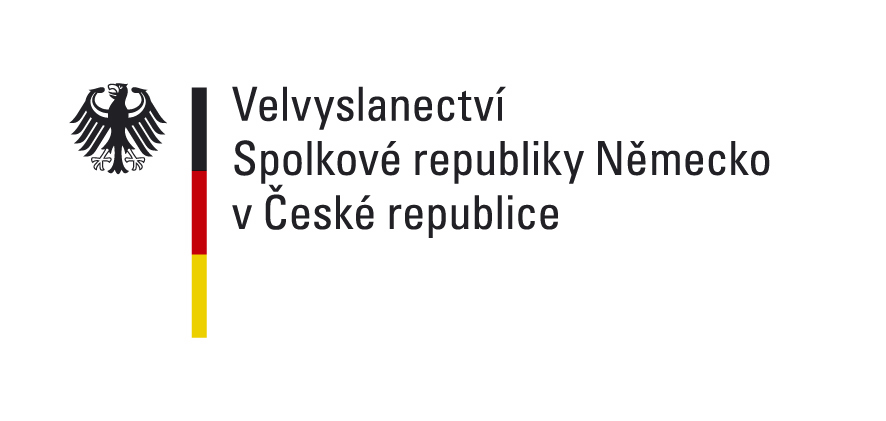 Velvyslanectví
Spolkové republiky Německo
v České republice